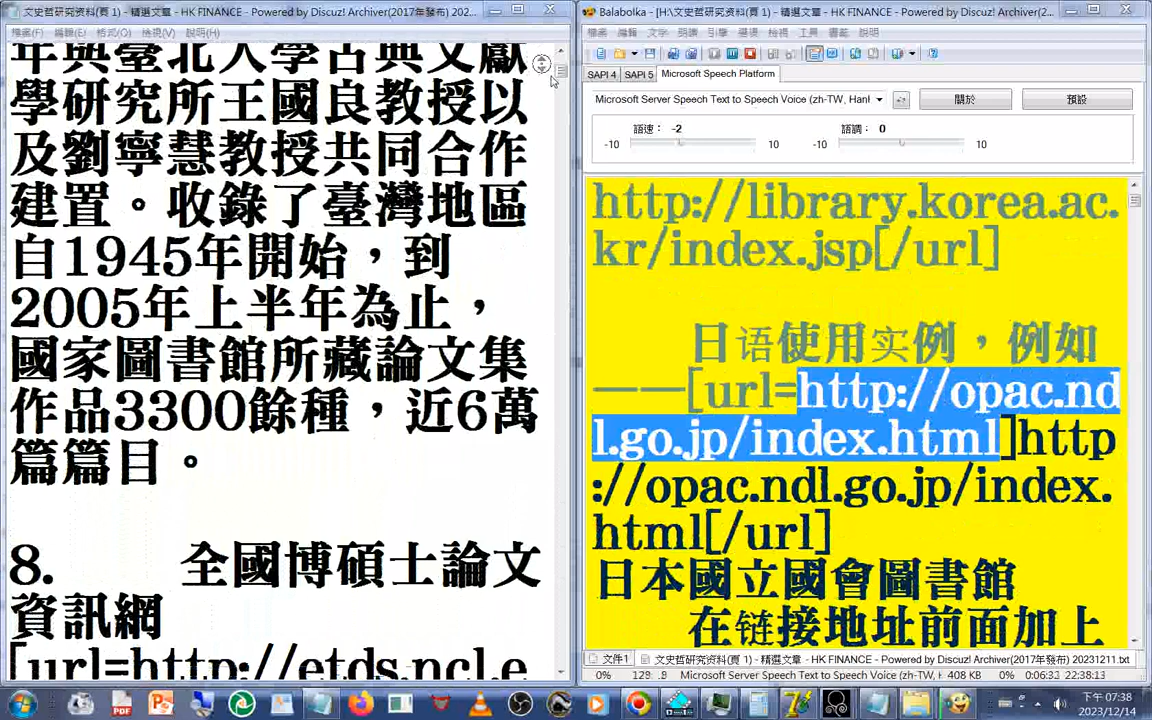 文史哲研究资料(頁 1) - 精選文章 - HK FINANCE - Powered by Discuz! Archiver(2017年發布) 202...
檔案(F) 編輯(E) 格式(O) 檢視(V) 說明(H)
年與臺北大學古典文獻
學研究所王國良教授以
及劉寧慧教授共同合作
建置。收錄了臺灣地區
自1945年開始，到
2005年上半年為止，
國家圖書館所藏論文集
作品3300餘種，近6萬
篇篇目。
8. 全國博碩士論文
資訊網
[url=http://etds.ncl.e
Balabolka - [H:\文史哲研究资料(頁 1) - 精選文章 - HK FINANCE - Powered by Discuz! Archiver(2...
檔案 編輯 文字 朗讀 引擎 選項 檢視 工具 書籤 說明
SAPI 4 SAPI 5 Microsoft Speech Platform
Microsoft Server Speech Text to Speech Voice (zh-TW, Hanl 關於 預設
語速： -2 語調： 0
-10 10 -10 10
http://library.korea.ac.
kr/index.jsp[/url]
日语使用实例，例如
——[url=http://opac.nd
l.go.jp/index.html]http
://opac.ndl.go.jp/index.
html[/url]
日本國立國會圖書館
在链接地址前面加上
文件1 文史哲研究资料(頁 1) - 精選文章 - HK FINANCE - Powered by Discuz! Archiver(2017年發布) 20231211.txt
0% Microsoft Server Speech Text to Speech Voice (zh-TW, H 408 KB 0% 0:06:33 22:38:13
下午 07:38
2023/12/14